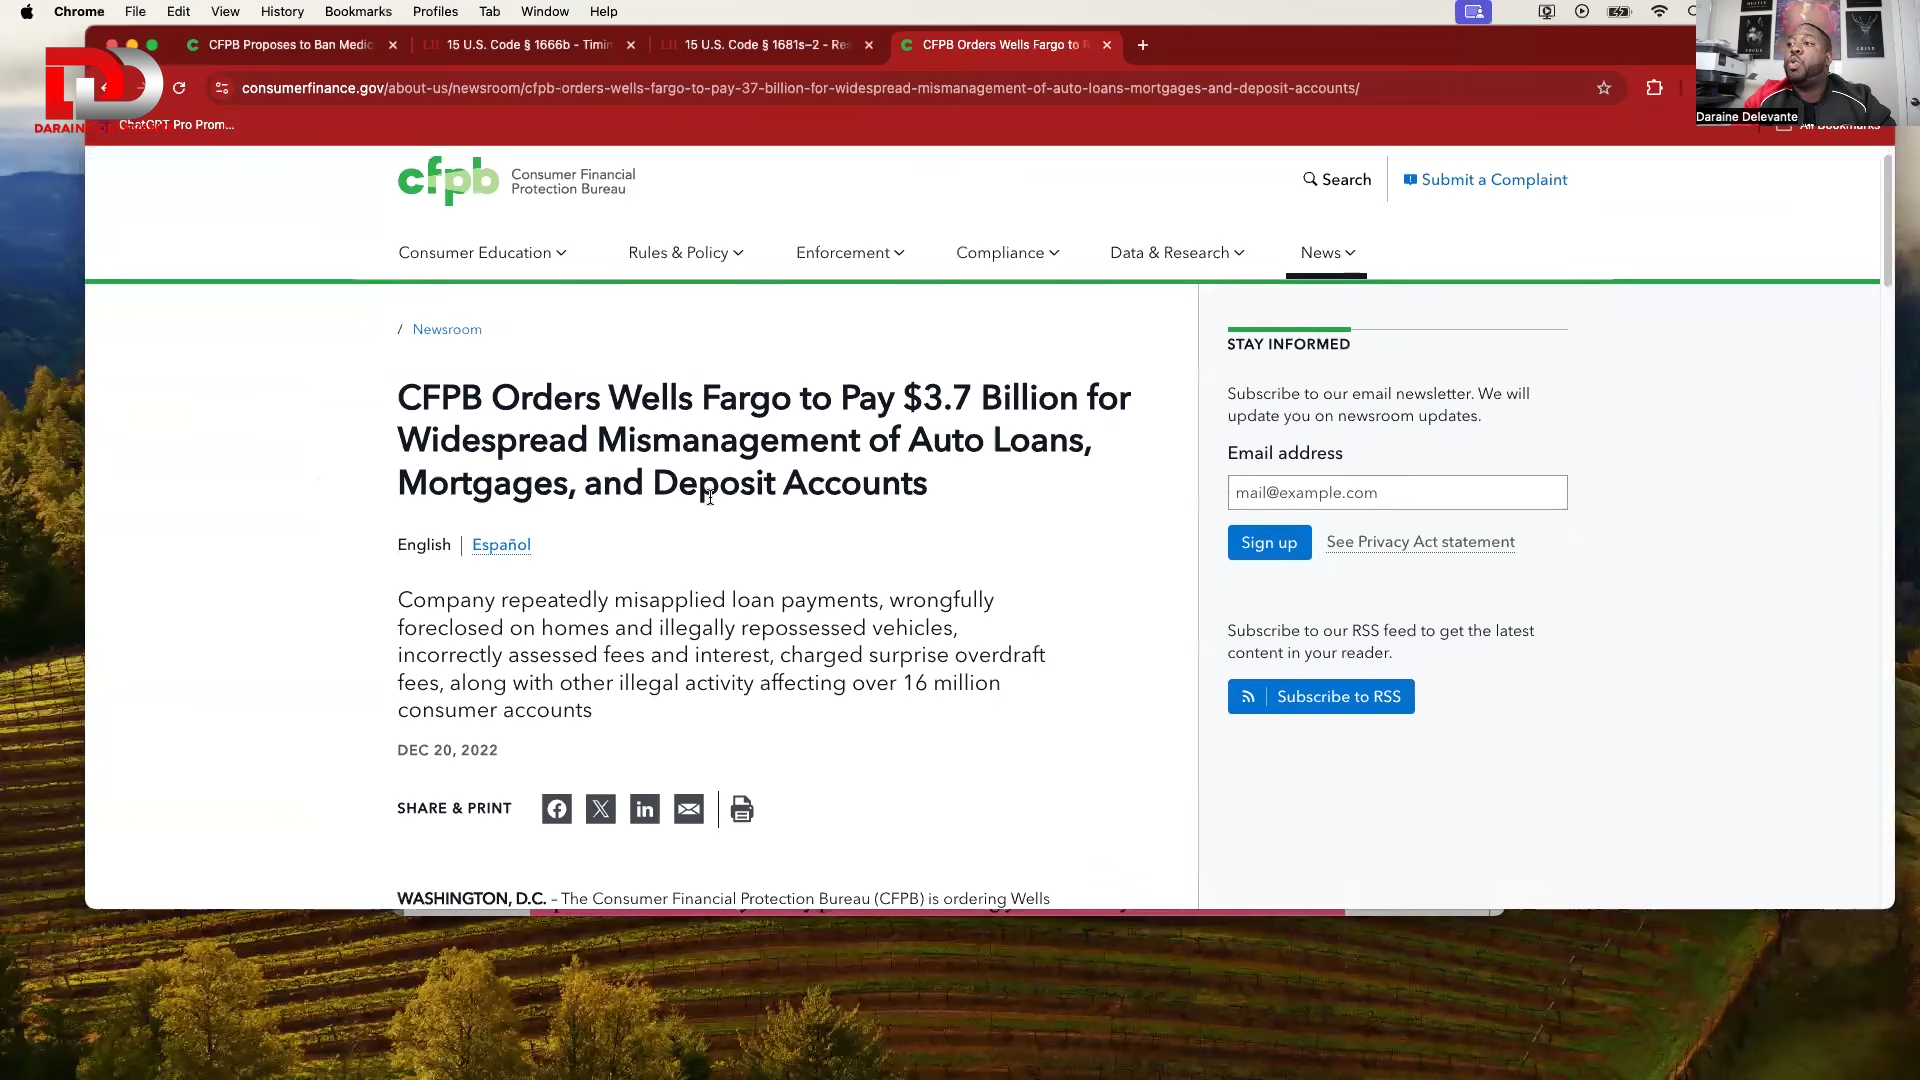 Chrome File Edit View History Bookmarks Profiles Tab Window Help
CFPB Proposes to Ban Medic
15 U.S. Code § 1666b - Timin
15 U.S. Code § 1681s–2 - Res
CFPB Orders Wells Fargo to
consumerfinance.gov/about-us/newsroom/cfpb-orders-wells-fargo-to-pay-37-billion-for-widespread-mismanagement-of-auto-loans-mortgages-and-deposit-accounts/
DD
ChatGPT Pro Prom...
All Bookmarks
Daraine Delevante
cfpb Consumer Financial
Protection Bureau
Search
Submit a Complaint
Consumer Education
Rules & Policy
Enforcement
Compliance
Data & Research
News
/ Newsroom
CFPB Orders Wells Fargo to Pay $3.7 Billion for
Widespread Mismanagement of Auto Loans,
Mortgages, and Deposit Accounts
English | Español
Company repeatedly misapplied loan payments, wrongfully
foreclosed on homes and illegally repossessed vehicles,
incorrectly assessed fees and interest, charged surprise overdraft
fees, along with other illegal activity affecting over 16 million
consumer accounts
DEC 20, 2022
SHARE & PRINT
WASHINGTON, D.C. – The Consumer Financial Protection Bureau (CFPB) is ordering Wells
STAY INFORMED
Subscribe to our email newsletter. We will
update you on newsroom updates.
Email address
mail@example.com
Sign up
See Privacy Act statement
Subscribe to our RSS feed to get the latest
content in your reader.
Subscribe to RSS